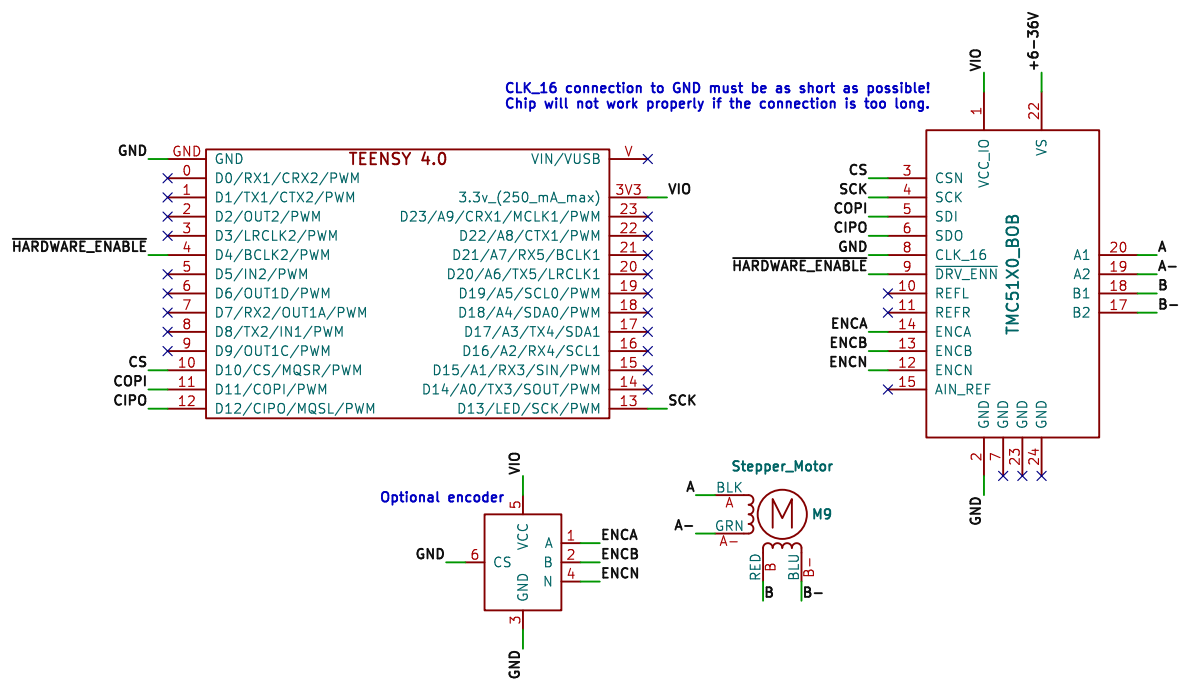 CLK_16 connection to GND must be as short as possible!
Chip will not work properly if the connection is too long.
TEENSY 4.0
GND GND GND
0 D0/RX1/CRX2/PWM
1 D1/TX1/CTX2/PWM
2 D2/OUT2/PWM
3 D3/LRCLK2/PWM
HARDWARE_ENABLE 4 D4/BCLK2/PWM
5 D5/IN2/PWM
6 D6/OUT1D/PWM
7 D7/RX2/OUT1A/PWM
8 D8/TX2/IN1/PWM
9 D9/OUT1C/PWM
CS 10 D10/CS/MQSR/PWM
COPI 11 D11/COPI/PWM
CIPO 12 D12/CIPO/MQSL/PWM
VIN/VUSB V
3.3v_(250_mA_max) 3V3 VIO
D23/A9/CRX1/MCLK1/PWM 23
D22/A8/CTX1/PWM 22
D21/A7/RX5/BCLK1 21
D20/A6/TX5/LRCLK1 20
D19/A5/SCL0/PWM 19
D18/A4/SDA0/PWM 18
D17/A3/TX4/SDA1 17
D16/A2/RX4/SCL1 16
D15/A1/RX3/SIN/PWM 15
D14/A0/TX3/SOUT/PWM 14
D13/LED/SCK/PWM 13 SCK
VIO 1 VCC_IO
+6-36V 22 VS
TMC51X0_BOB
CS 3 CSN
SCK 4 SCK
COPI 5 SDI
CIPO 6 SDO
GND 8 CLK_16
HARDWARE_ENABLE 9 DRV_ENN
10 REFL
11 REFR
ENCA 14 ENCA
ENCB 13 ENCB
ENCN 12 ENCN
15 AIN_REF
A1 20 A
A2 19 A-
B1 18 B
B2 17 B-
GND 2 GND
GND 7
GND 23
GND 24
Optional encoder
VIO 5 VCC
GND 6 CS
A 1 ENCA
B 2 ENCB
N 4 ENCN
GND 3 GND
Stepper_Motor
M9
M
A BLK A
A- GRN A-
RED B B
BLU B- B-